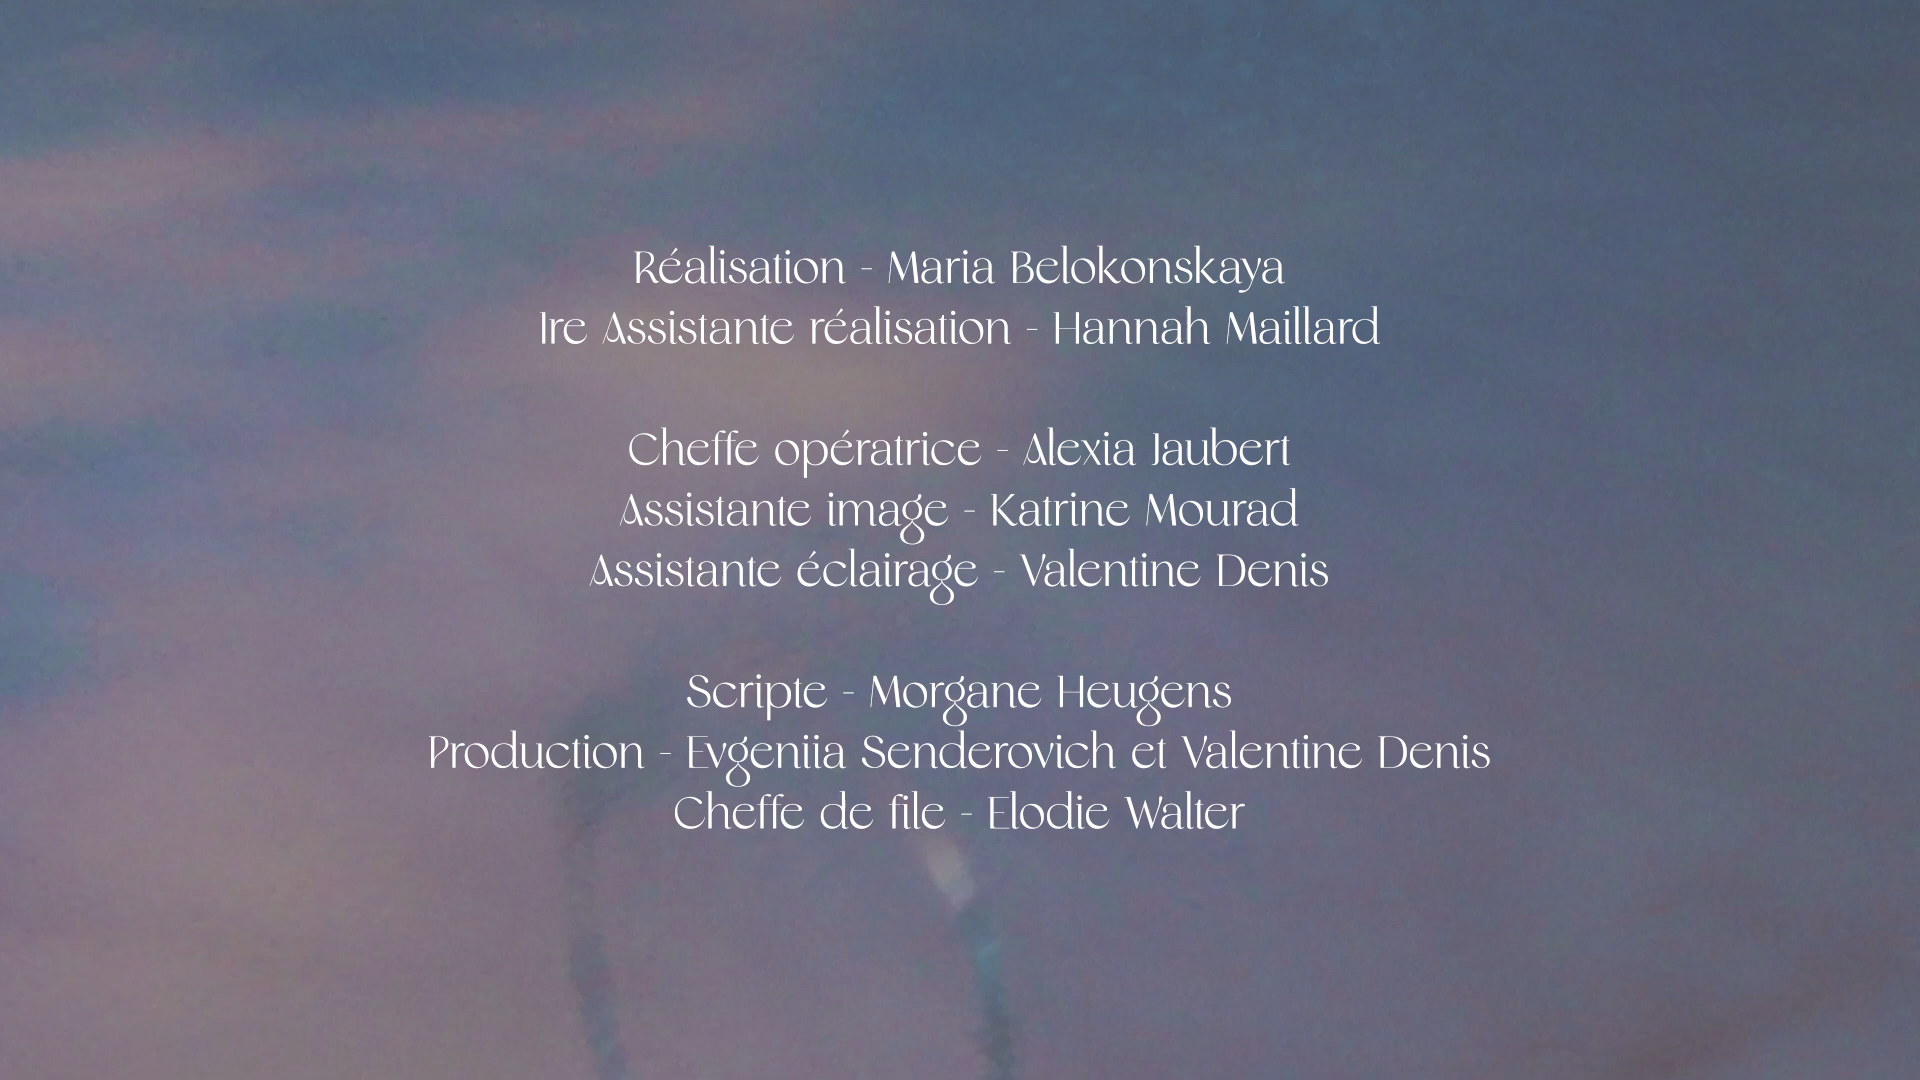 Réalisation - Maria Belokonskaya
1re Assistante réalisation - Hannah Maillard
Cheffe opératrice - Alexia Jaubert
Assistante image - Katrine Mourad
Assistante éclairage - Valentine Denis
Scripte - Morgane Heugens
Production - Evgeniia Senderovich et Valentine Denis
Cheffe de file - Elodie Walter